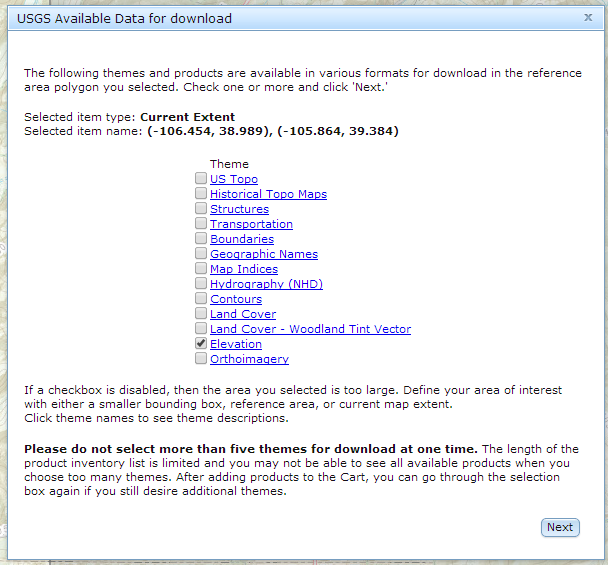 USGS Available Data for download
x
The following themes and products are available in various formats for download in the reference
area polygon you selected. Check one or more and click 'Next.'
Selected item type: Current Extent
Selected item name: (-106.454, 38.989), (-105.864, 39.384)
Theme
US Topo
Historical Topo Maps
Structures
Transportation
Boundaries
Geographic Names
Map Indices
Hydrography (NHD)
Contours
Land Cover
Land Cover - Woodland Tint Vector
Elevation
Orthoimagery
If a checkbox is disabled, then the area you selected is too large. Define your area of interest
with either a smaller bounding box, reference area, or current map extent.
Click theme names to see theme descriptions.
Please do not select more than five themes for download at one time. The length of the
product inventory list is limited and you may not be able to see all available products when you
choose too many themes. After adding products to the Cart, you can go through the selection
box again if you still desire additional themes.
Next